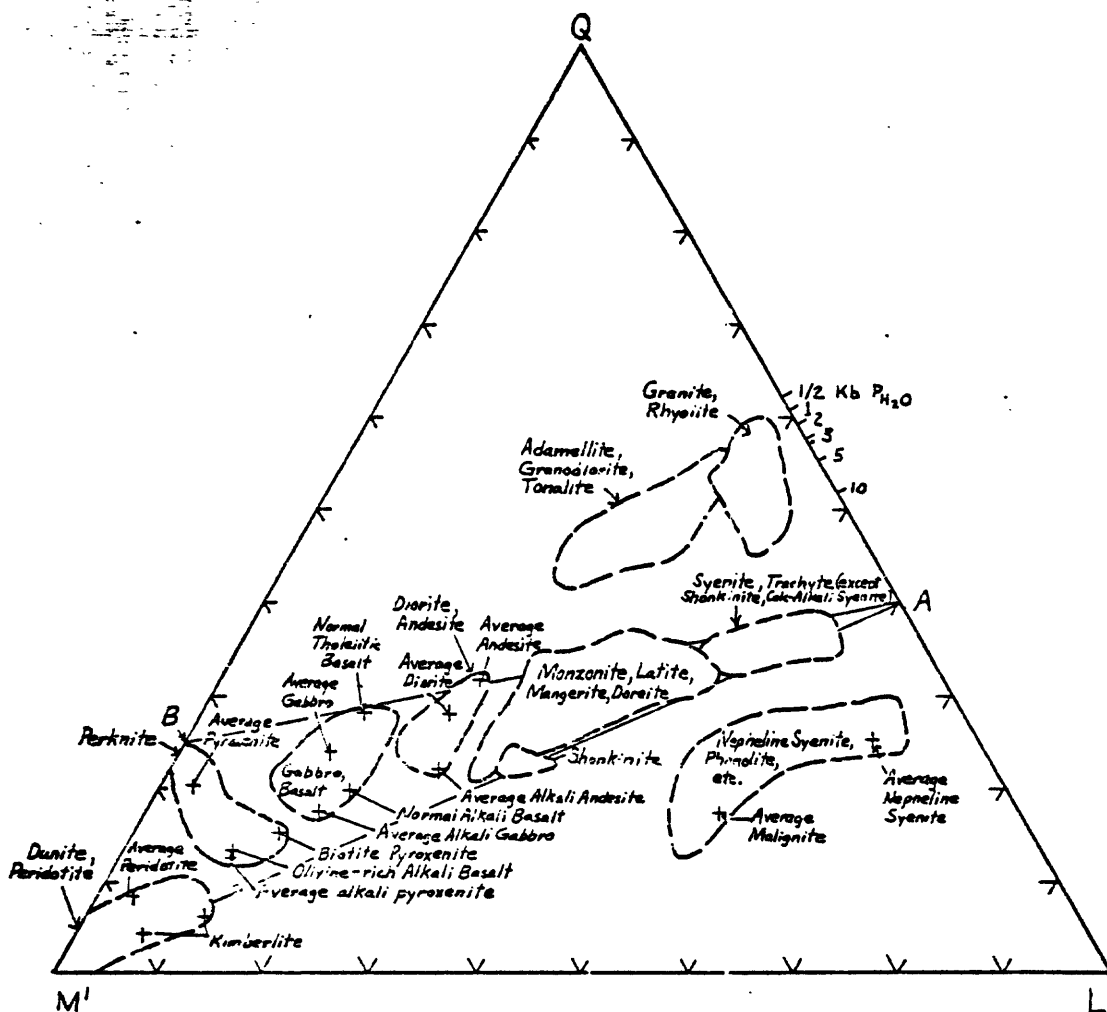 Q
1/2 Kb P H2O
1
2
3
5
10
Granite,
Rhyolite
Adamellite,
Granodiorite,
Tonalite
Syenite, Trachyte (except
Shonkinite, Calc-Alkali Syenite)
A
Diorite,
Andesite
Average
Andesite
Normal
Tholeiitic
Basalt
Average
Diorite
Monzonite, Latite,
Mangerite, Doreite
Average
Gabbro
B
Average
Pyroxenite
Perknite
Shonkinite
Nepheline Syenite,
Phonolite,
etc.
Gabbro,
Basalt
Average Alkali Andesite
Normal Alkali Basalt
Average Alkali Gabbro
Average
Nepheline
Syenite
Average
Malignite
Biotite Pyroxenite
Olivine-rich Alkali Basalt
Average alkali pyroxenite
Dunite,
Peridotite
Average
Peridotite
Kimberlite
M'
L